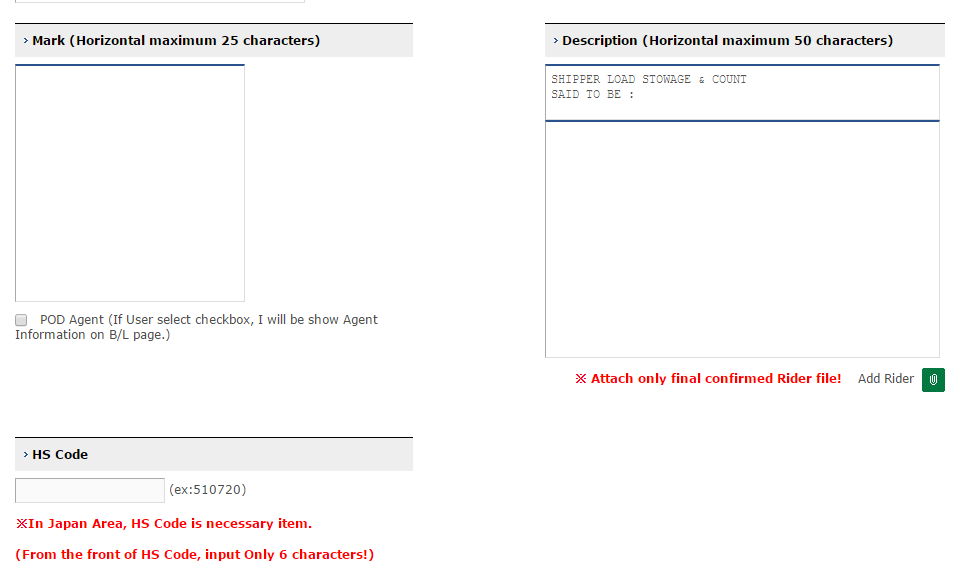 › Mark (Horizontal maximum 25 characters)
› Description (Horizontal maximum 50 characters)
SHIPPER LOAD STOWAGE & COUNT
SAID TO BE :
POD Agent (If User select checkbox, I will be show Agent
Information on B/L page.)
※ Attach only final confirmed Rider file! Add Rider
› HS Code
(ex:510720)
※In Japan Area, HS Code is necessary item.
(From the front of HS Code, input Only 6 characters!)